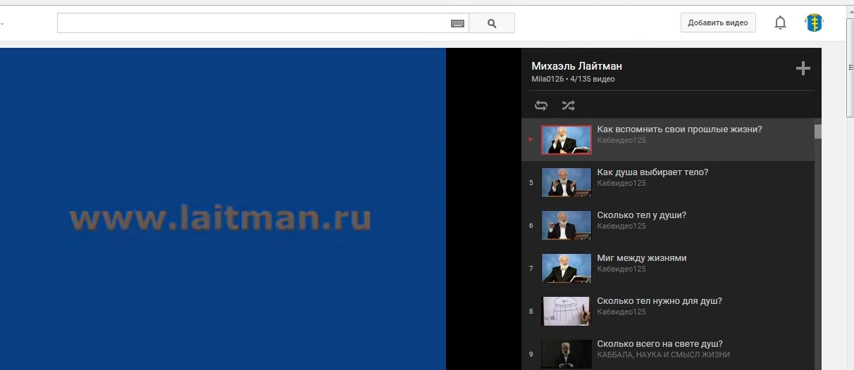 Добавить видео
www.laitman.ru
Михаэль Лайтман
Mila0126 • 4/135 видео
Как вспомнить свои прошлые жизни?
Кабвидео125
5
Как душа выбирает тело?
Кабвидео125
6
Сколько тел у души?
Кабвидео125
7
Миг между жизнями
Кабвидео125
8
Сколько тел нужно для душ?
Кабвидео125
9
Сколько всего на свете душ?
КАББАЛА, НАУКА И СМЫСЛ ЖИЗНИ